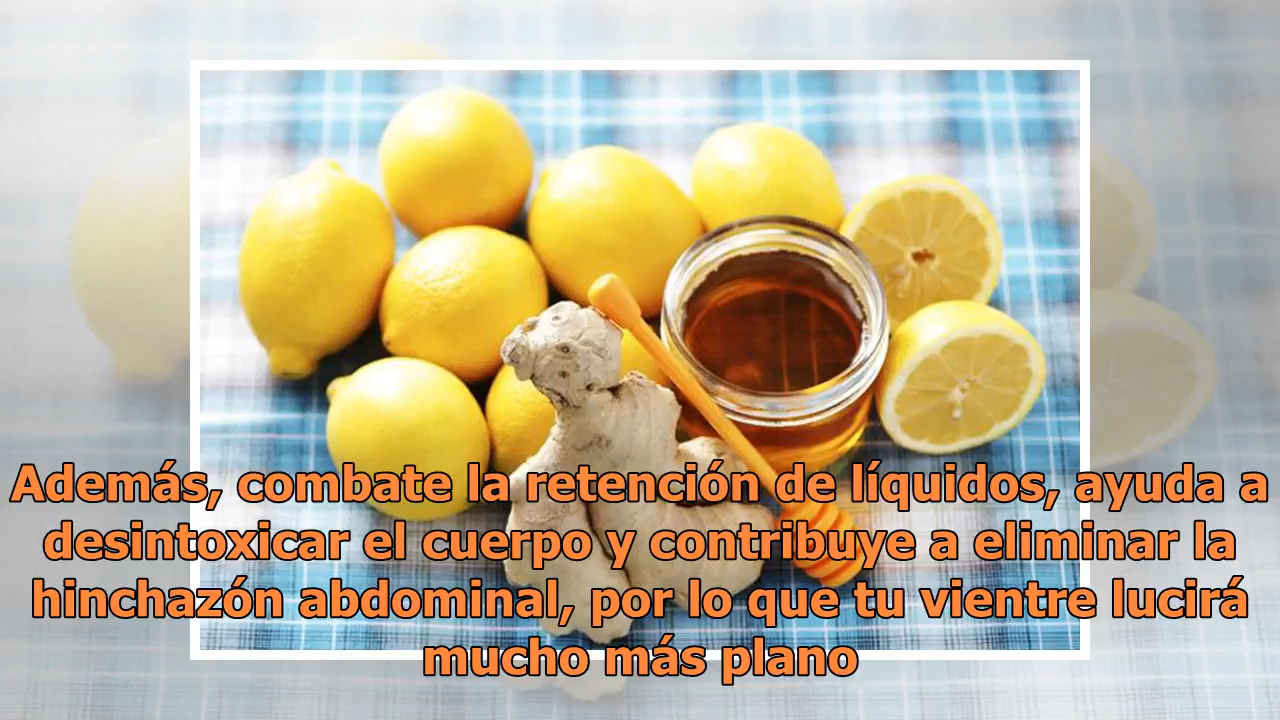 Además, combate la retención de líquidos, ayuda a
desintoxicar el cuerpo y contribuye a eliminar la
hinchazón abdominal, por lo que tu vientre lucirá
mucho más plano